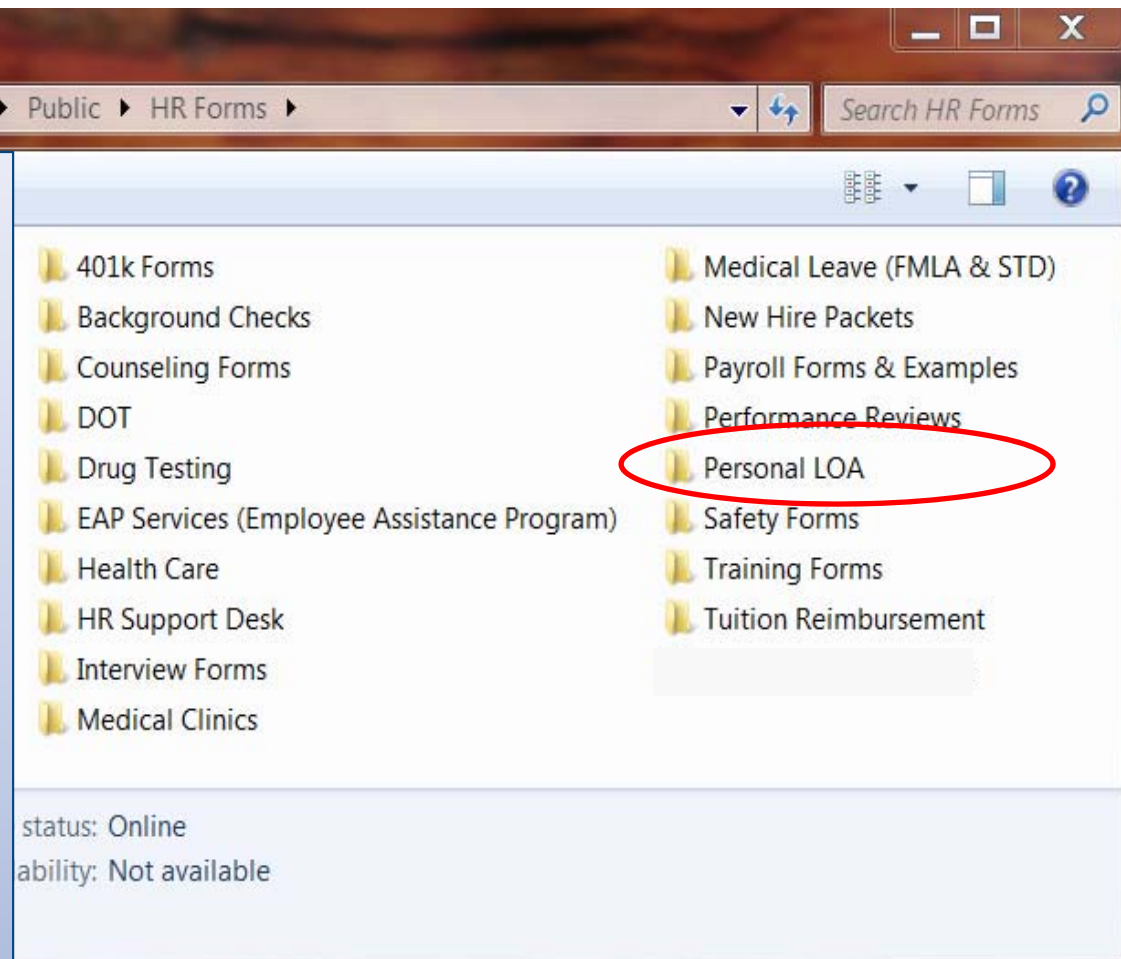 Public ▸ HR Forms ▸
Search HR Forms
401k Forms
Background Checks
Counseling Forms
DOT
Drug Testing
EAP Services (Employee Assistance Program)
Health Care
HR Support Desk
Interview Forms
Medical Clinics
Medical Leave (FMLA & STD)
New Hire Packets
Payroll Forms & Examples
Performance Reviews
Personal LOA
Safety Forms
Training Forms
Tuition Reimbursement
status: Online
ability: Not available